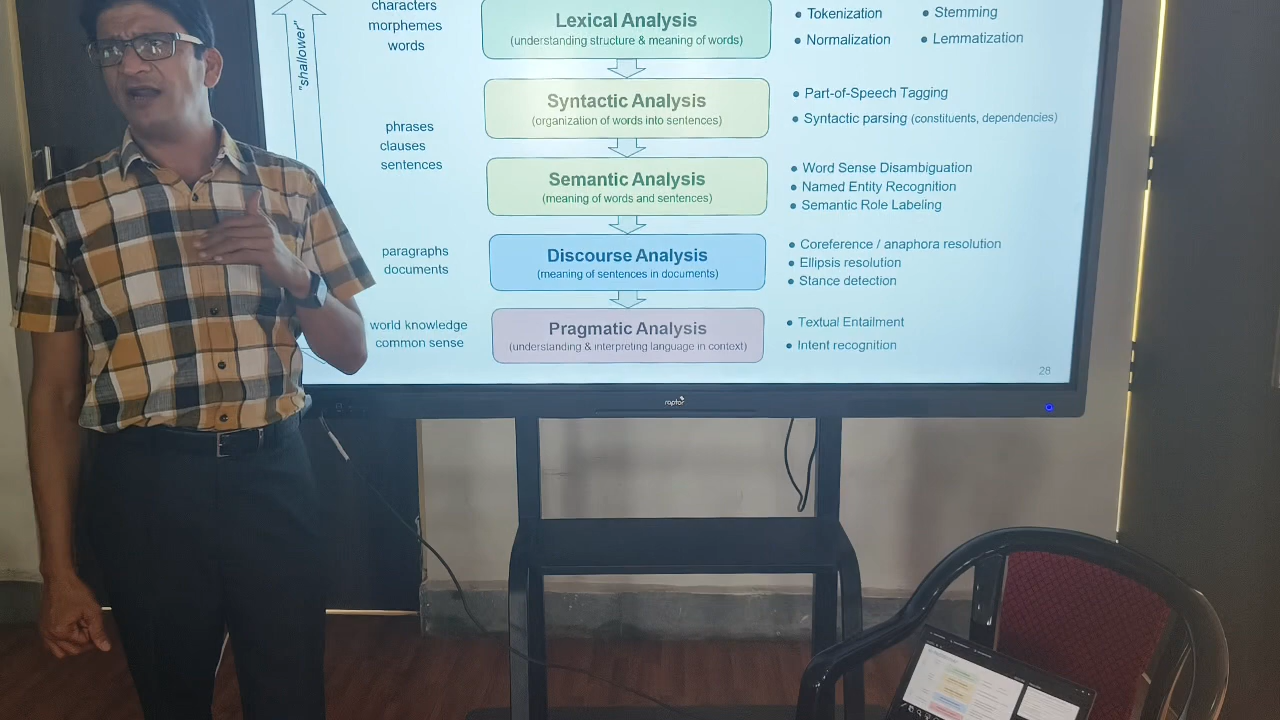 characters
morphemes
words
"shallower"
Lexical Analysis
(understanding structure & meaning of words)
• Tokenization • Stemming
• Normalization • Lemmatization
phrases
clauses
sentences
Syntactic Analysis
(organization of words into sentences)
• Part-of-Speech Tagging
• Syntactic parsing (constituents, dependencies)
Semantic Analysis
(meaning of words and sentences)
• Word Sense Disambiguation
• Named Entity Recognition
• Semantic Role Labeling
paragraphs
documents
Discourse Analysis
(meaning of sentences in documents)
• Coreference / anaphora resolution
• Ellipsis resolution
• Stance detection
world knowledge
common sense
Pragmatic Analysis
(understanding & interpreting language in context)
• Textual Entailment
• Intent recognition
28
raptor